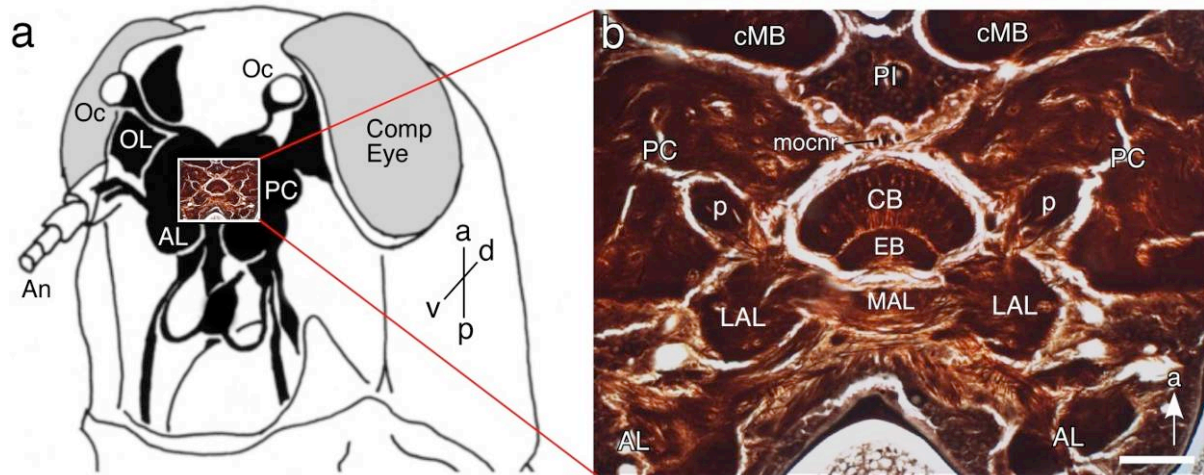 a
Oc
Oc
OL
Comp
Eye
PC
AL
An
a
d
v
p
b
cMB
cMB
PI
mocnr
PC
PC
p
CB
p
EB
MAL
LAL
LAL
AL
AL
a